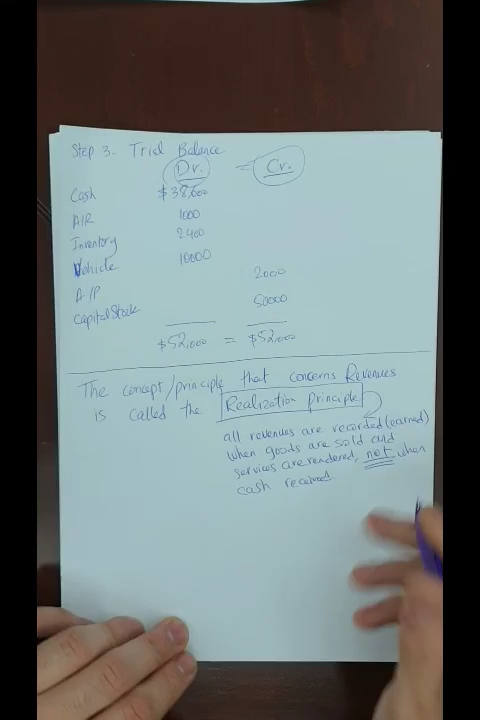 Step 3. Trial Balance
Dr. = Cr.
Cash $38,600
A/R 1000
Inventory 2400
Vehicle 10000
A/P 2000
Capital Stock 50000
$52,000 = $52,000
The concept/principle that concerns Revenues
is called the Realization principle
all revenues are recorded (earned)
when goods are sold and
services are rendered, not when
cash received.